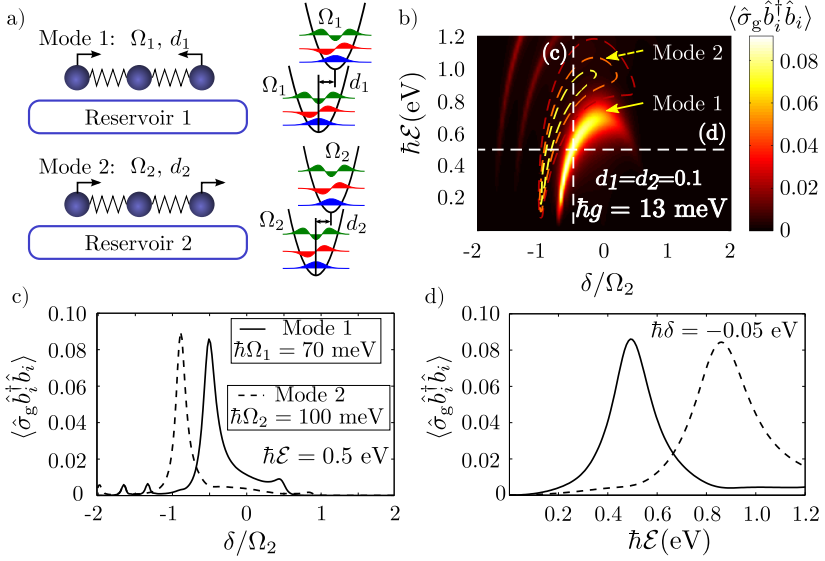 a)
Mode 1: Ω₁, d₁
Reservoir 1
Mode 2: Ω₂, d₂
Reservoir 2
Ω₁
Ω₁ d₁
Ω₂
Ω₂ d₂
b)
⟨σ̂_g b̂ᵢ† b̂ᵢ⟩
ħℰ(eV)
1.2
1.0
0.8
0.6
0.4
0.2
(c)
Mode 2
Mode 1
(d)
d₁=d₂=0.1
ħg = 13 meV
-2 -1 0 1 2
δ/Ω₂
0.08
0.06
0.04
0.02
0
c)
⟨σ̂_g b̂ᵢ† b̂ᵢ⟩
0.10
0.08
0.06
0.04
0.02
0
Mode 1
ħΩ₁ = 70 meV
Mode 2
ħΩ₂ = 100 meV
ħℰ = 0.5 eV
-2 -1 0 1 2
δ/Ω₂
d)
⟨σ̂_g b̂ᵢ† b̂ᵢ⟩
0.10
0.08
0.06
0.04
0.02
0
ħδ = −0.05 eV
0.2 0.4 0.6 0.8 1.0 1.2
ħℰ(eV)